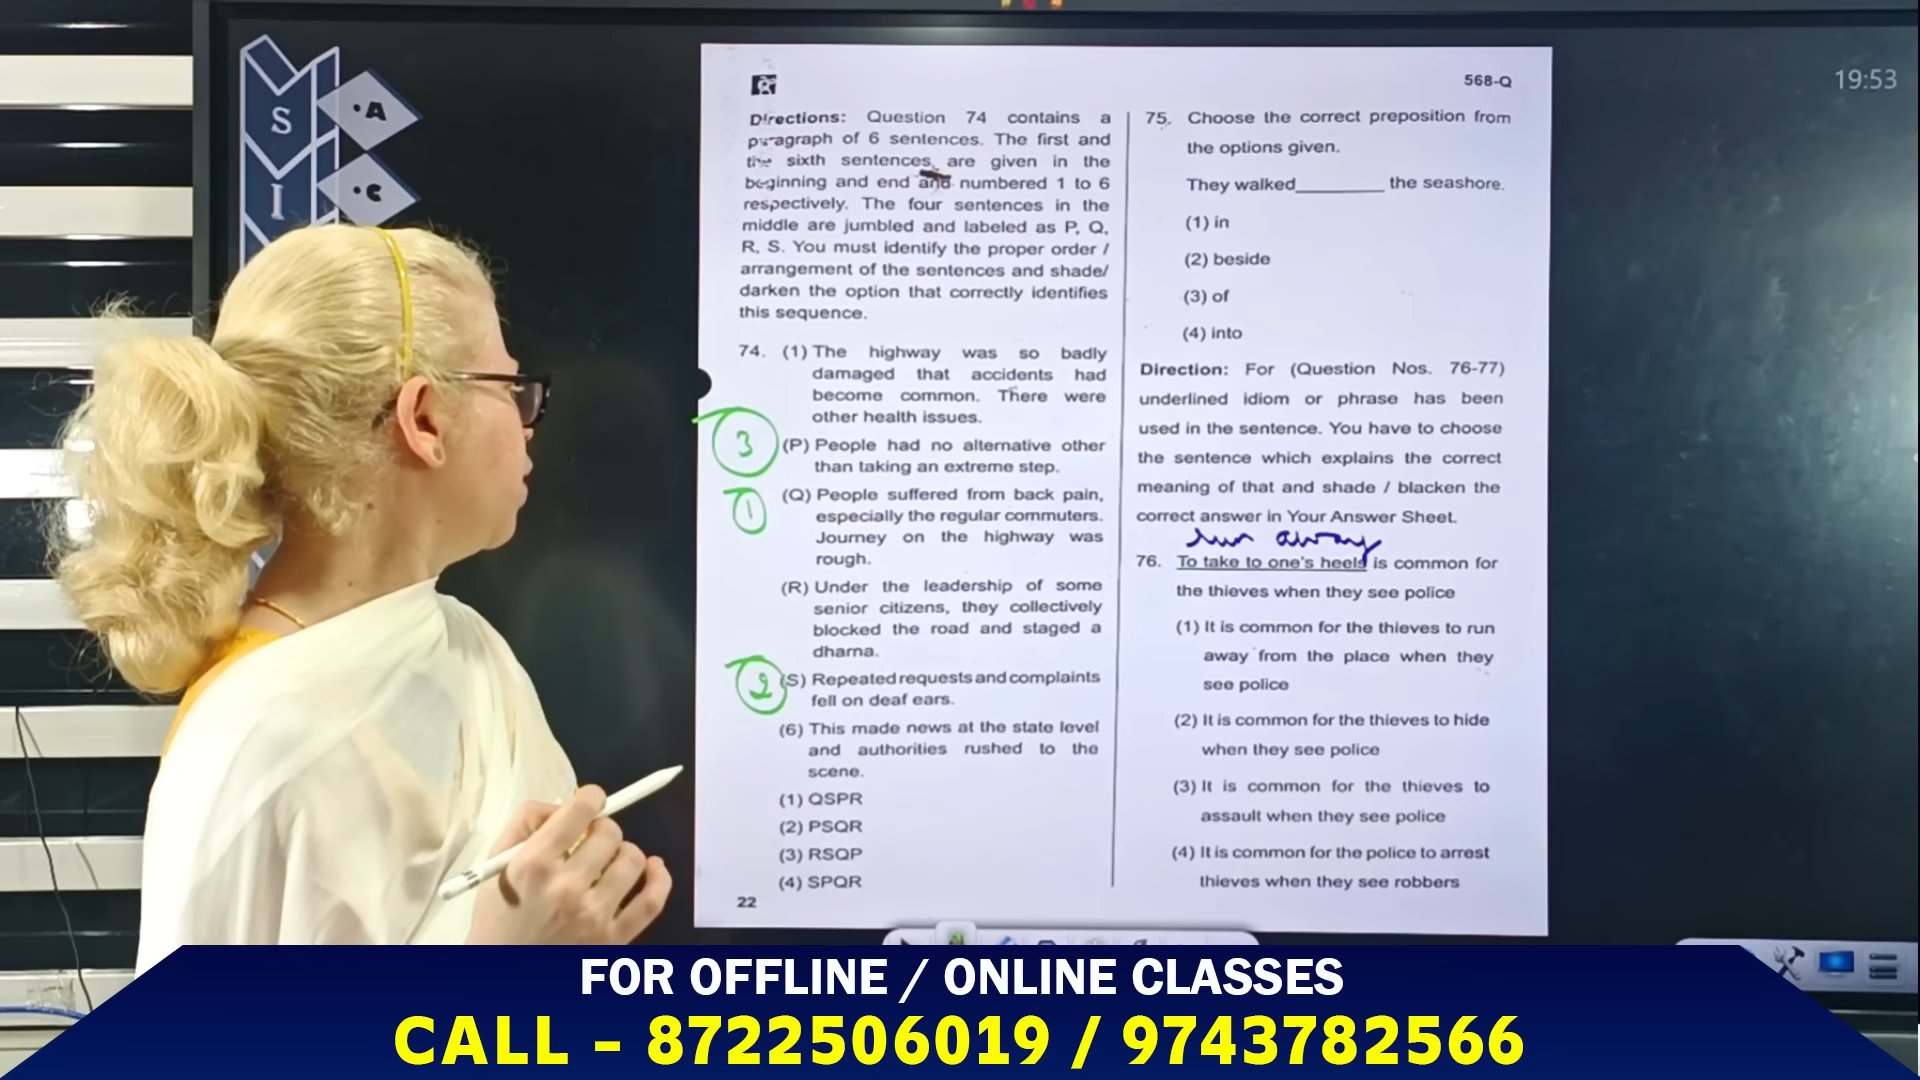 S
I
•A
•C
19:53
568-Q
Directions: Question 74 contains a
paragraph of 6 sentences. The first and
the sixth sentences are given in the
beginning and end and numbered 1 to 6
respectively. The four sentences in the
middle are jumbled and labeled as P, Q,
R, S. You must identify the proper order /
arrangement of the sentences and shade/
darken the option that correctly identifies
this sequence.
74. (1) The highway was so badly
damaged that accidents had
become common. There were
other health issues.
3
(P) People had no alternative other
than taking an extreme step.
1
(Q) People suffered from back pain,
especially the regular commuters.
Journey on the highway was
rough.
(R) Under the leadership of some
senior citizens, they collectively
blocked the road and staged a
dharna.
2
(S) Repeated requests and complaints
fell on deaf ears.
(6) This made news at the state level
and authorities rushed to the
scene.
(1) QSPR
(2) PSQR
(3) RSQP
(4) SPQR
22
75. Choose the correct preposition from
the options given.
They walked________ the seashore.
(1) in
(2) beside
(3) of
(4) into
Direction: For (Question Nos. 76-77)
underlined idiom or phrase has been
used in the sentence. You have to choose
the sentence which explains the correct
meaning of that and shade / blacken the
correct answer in Your Answer Sheet.
run away
76. To take to one's heels is common for
the thieves when they see police
(1) It is common for the thieves to run
away from the place when they
see police
(2) It is common for the thieves to hide
when they see police
(3) It is common for the thieves to
assault when they see police
(4) It is common for the police to arrest
thieves when they see robbers
FOR OFFLINE / ONLINE CLASSES
CALL – 8722506019 / 9743782566